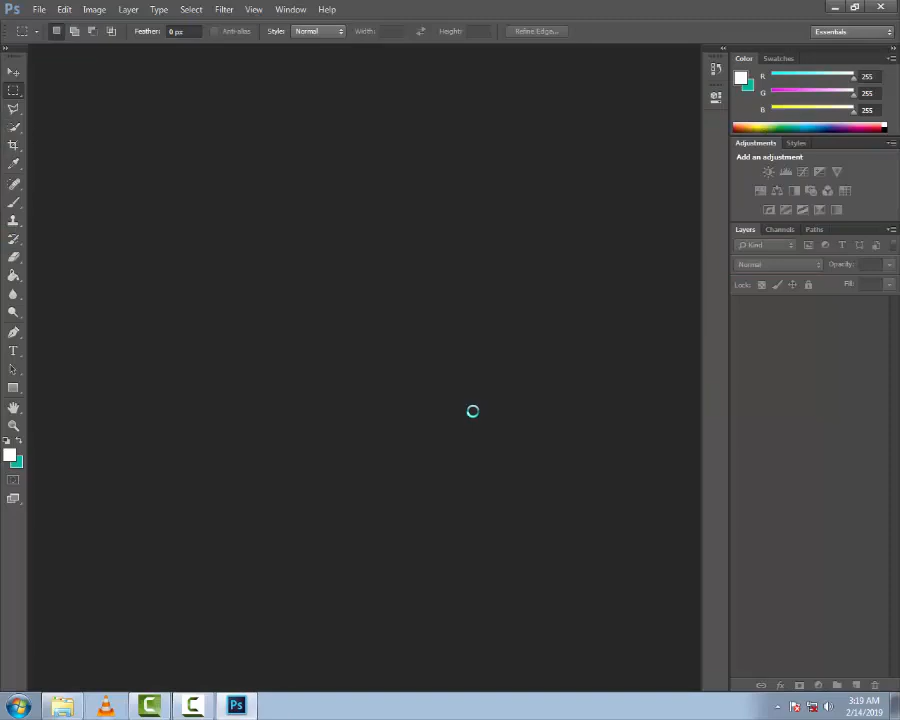 Ps File Edit Image Layer Type Select Filter View Window Help
Feather: 0 px Anti-alias Style: Normal Width: Height: Refine Edge... Essentials
Color Swatches
R 255
G 255
B 255
Adjustments Styles
Add an adjustment
Layers Channels Paths
Kind
Normal Opacity:
Lock: Fill:
T
C C Ps
3:19 AM
2/14/2019